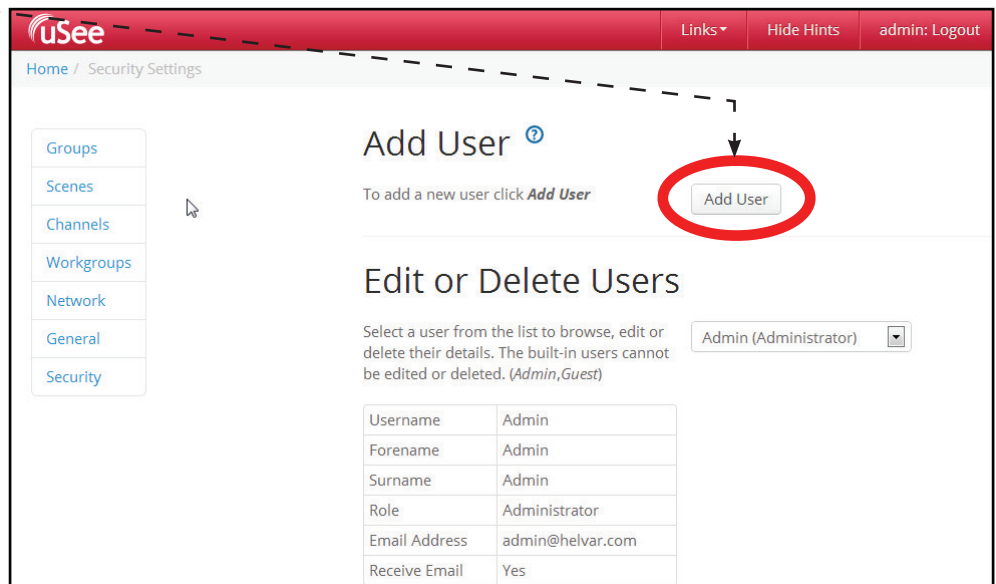 uSee
Links
Hide Hints
admin: Logout
Home / Security Settings
Groups
Scenes
Channels
Workgroups
Network
General
Security
Add User ?
To add a new user click Add User
Add User
Edit or Delete Users
Select a user from the list to browse, edit or
delete their details. The built-in users cannot
be edited or deleted. (Admin,Guest)
Admin (Administrator)
Username Admin
Forename Admin
Surname Admin
Role Administrator
Email Address admin@helvar.com
Receive Email Yes